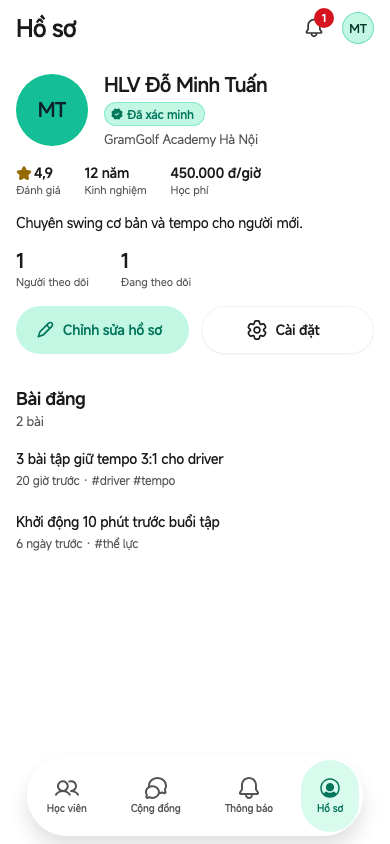 Hồ sơ
1
MT
MT
HLV Đỗ Minh Tuấn
Đã xác minh
GramGolf Academy Hà Nội
4,9 12 năm 450.000 đ/giờ
Đánh giá Kinh nghiệm Học phí
Chuyên swing cơ bản và tempo cho người mới.
1 1
Người theo dõi Đang theo dõi
Chỉnh sửa hồ sơ Cài đặt
Bài đăng
2 bài
3 bài tập giữ tempo 3:1 cho driver
20 giờ trước · #driver #tempo
Khởi động 10 phút trước buổi tập
6 ngày trước · #thể lực
Học viên Cộng đồng Thông báo Hồ sơ